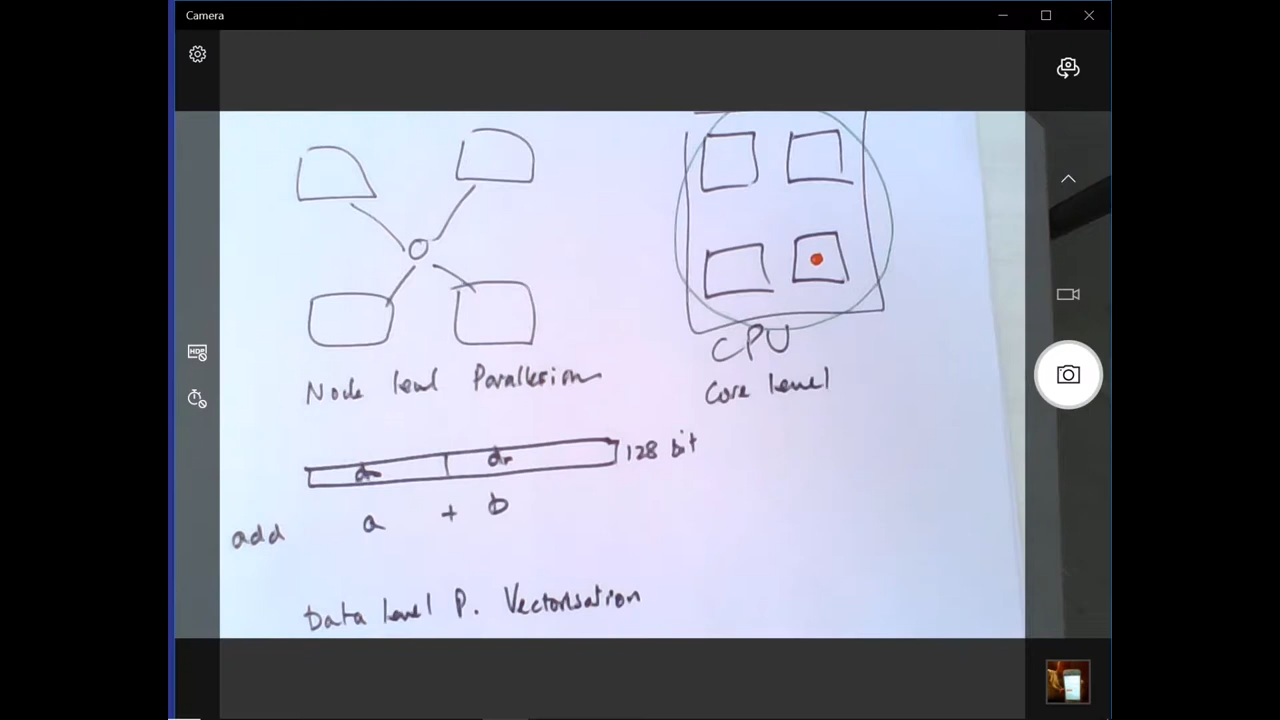 Camera
CPU
Node level Parallelism
Core level
128 bit
a + b
add
Data level P. Vectorisation